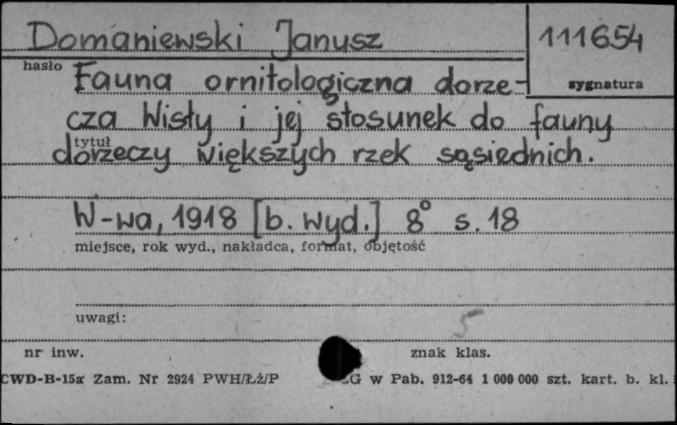 Domaniewski Janusz 111654
hasło sygnatura
Fauna ornitologiczna dorze-
cza Wisły i jej stosunek do fauny
tytuł
dorzeczy większych rzek sąsiednich.
W-wa, 1918 [b. wyd.] 8° s. 18
miejsce, rok wyd., nakładca, format, objętość
uwagi:
5
nr inw. znak klas.
CWD-B-15a Zam. Nr 2924 PWH/Łź/P G w Pab. 912-64 1 000 000 szt. kart. b. kl.